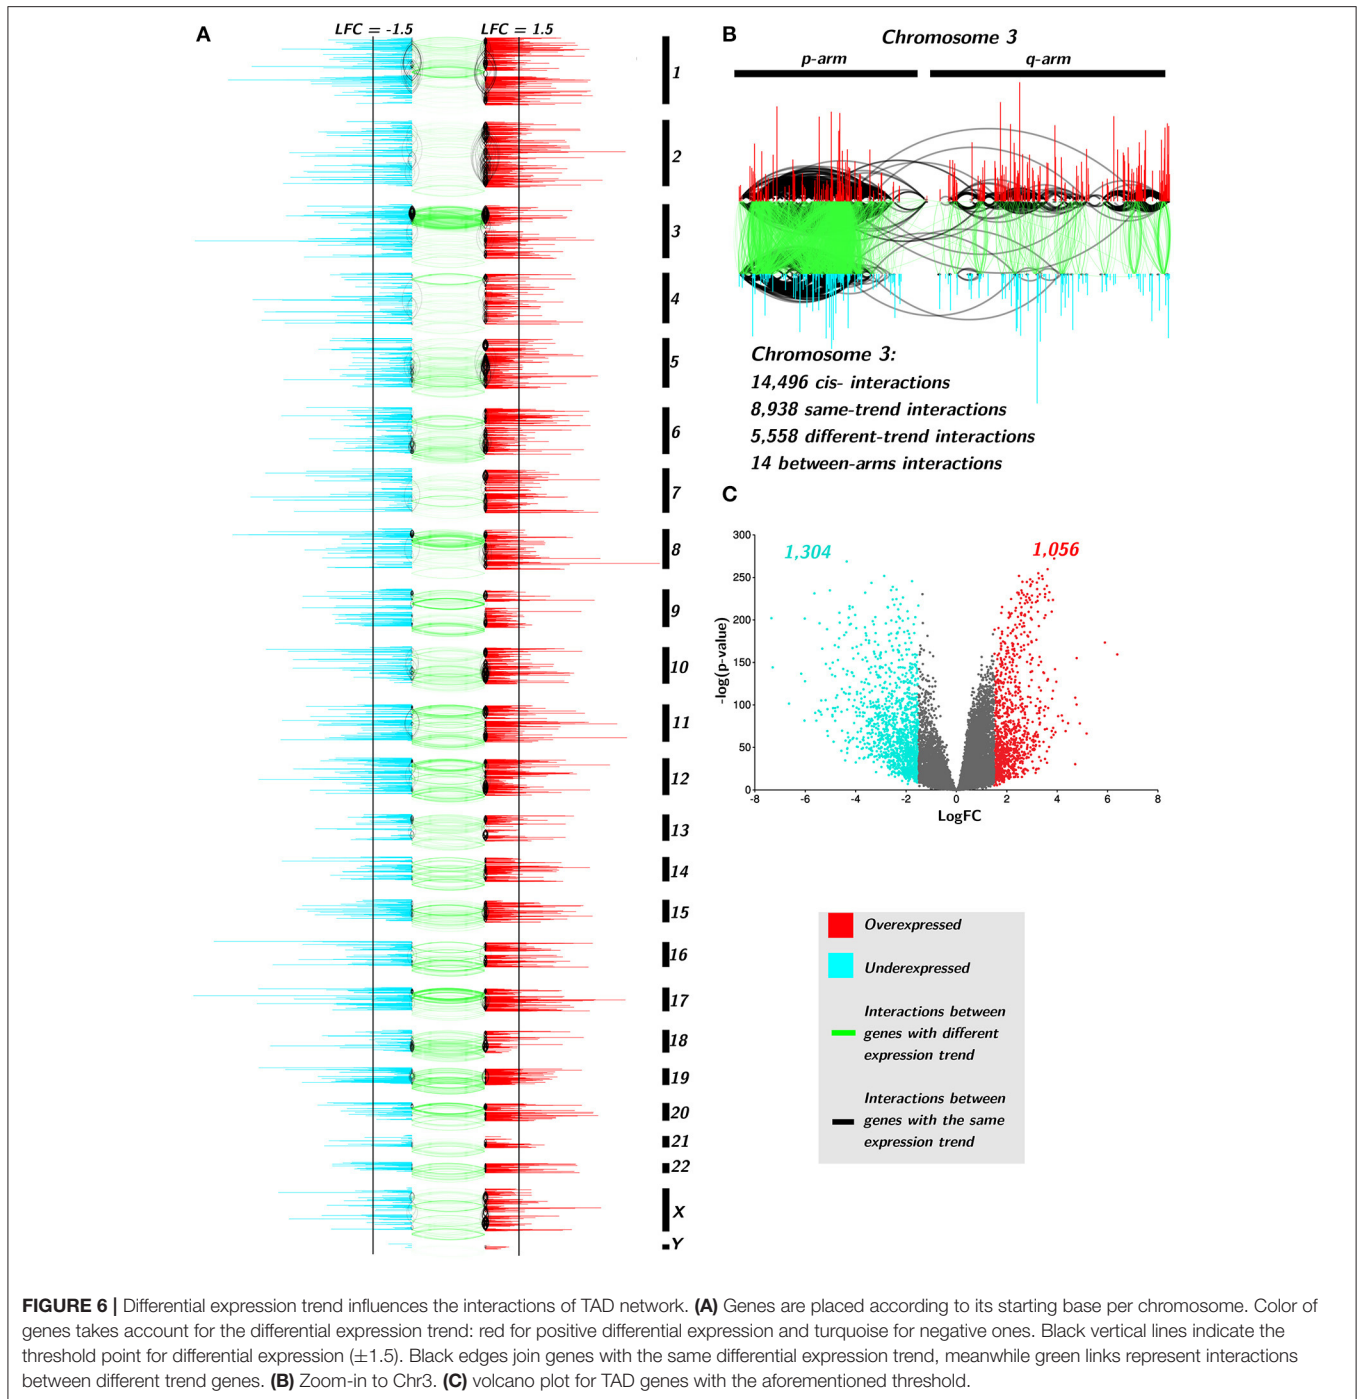 A
LFC = -1.5
LFC = 1.5
1
2
3
4
5
6
7
8
9
10
11
12
13
14
15
16
17
18
19
20
21
22
X
Y
B
Chromosome 3
p-arm
q-arm
Chromosome 3:
14,496 cis- interactions
8,938 same-trend interactions
5,558 different-trend interactions
14 between-arms interactions
C
1,304
1,056
-log(p-value)
300
250
200
150
100
50
0
-8
-6
-4
-2
0
2
4
6
8
LogFC
Overexpressed
Underexpressed
Interactions between
genes with different
expression trend
Interactions between
genes with the same
expression trend
FIGURE 6 | Differential expression trend influences the interactions of TAD network. (A) Genes are placed according to its starting base per chromosome. Color of
genes takes account for the differential expression trend: red for positive differential expression and turquoise for negative ones. Black vertical lines indicate the
threshold point for differential expression (±1.5). Black edges join genes with the same differential expression trend, meanwhile green links represent interactions
between different trend genes. (B) Zoom-in to Chr3. (C) volcano plot for TAD genes with the aforementioned threshold.